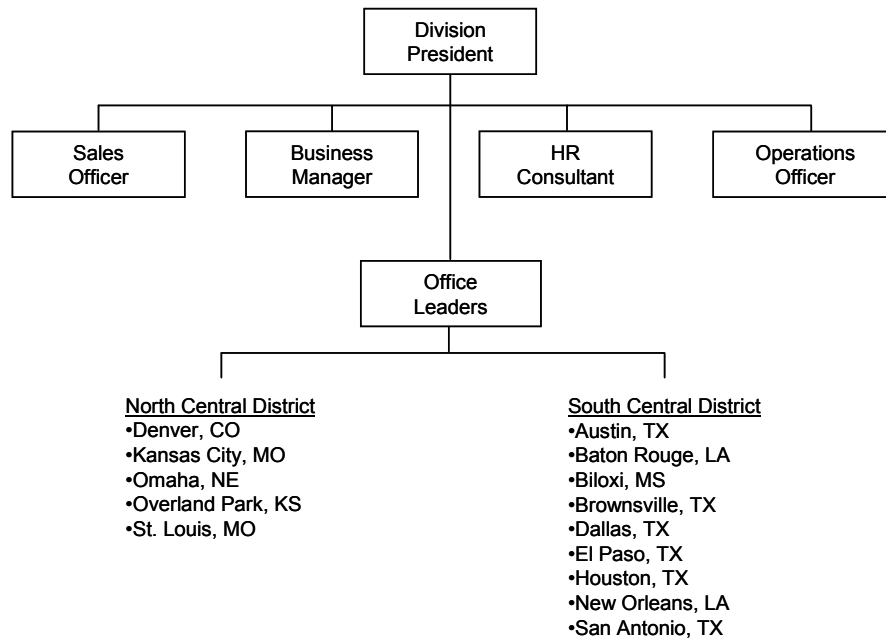 Division
President
Sales
Officer
Business
Manager
HR
Consultant
Operations
Officer
Office
Leaders
North Central District
•Denver, CO
•Kansas City, MO
•Omaha, NE
•Overland Park, KS
•St. Louis, MO
South Central District
•Austin, TX
•Baton Rouge, LA
•Biloxi, MS
•Brownsville, TX
•Dallas, TX
•El Paso, TX
•Houston, TX
•New Orleans, LA
•San Antonio, TX